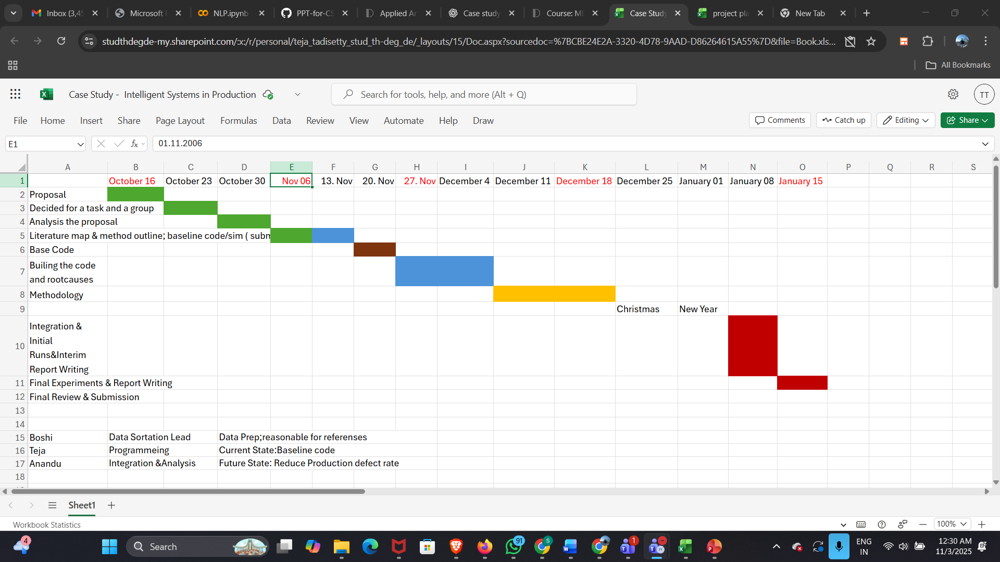 Inbox (3,45
Microsoft
NLP.ipynb
PPT-for-CS
Applied Ar
Case study
Course: M
Case Stud
project pla
New Tab
studthdegde-my.sharepoint.com/:x:/r/personal/teja_tadisetty_stud_th-deg_de/_layouts/15/Doc.aspx?sourcedoc=%7BCBE24E2A-3320-4D78-9AAD-D86264615A55%7D&file=Book.xls...
All Bookmarks
Case Study - Intelligent Systems in Production
Search for tools, help, and more (Alt + Q)
TT
File Home Insert Share Page Layout Formulas Data Review View Automate Help Draw
Comments Catch up Editing Share
E1 fx 01.11.2006
A B C D E F G H I J K L M N O P Q R S
1 October 16 October 23 October 30 Nov 06 13. Nov 20. Nov 27. Nov December 4 December 11 December 18 December 25 January 01 January 08 January 15
2 Proposal
3 Decided for a task and a group
4 Analysis the proposal
5 Literature map & method outline; baseline code/sim ( subm
6 Base Code
7 Builing the code
and rootcauses
8 Methodology
9 Christmas New Year
10 Integration &
Initial
Runs&Interim
Report Writing
11 Final Experiments & Report Writing
12 Final Review & Submission
13
14
15 Boshi Data Sortation Lead Data Prep;reasonable for referenses
16 Teja Programmeing Current State:Baseline code
17 Anandu Integration &Analysis Future State: Reduce Production defect rate
18
Sheet1
Workbook Statistics
100%
4
Search
91
S
1
TT
ENG
IN
12:30 AM
11/3/2025